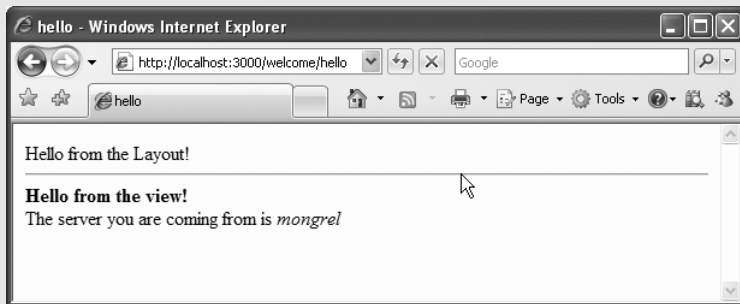 hello - Windows Internet Explorer
http://localhost:3000/welcome/hello
Google
hello
Page
Tools
Hello from the Layout!
Hello from the view!
The server you are coming from is mongrel